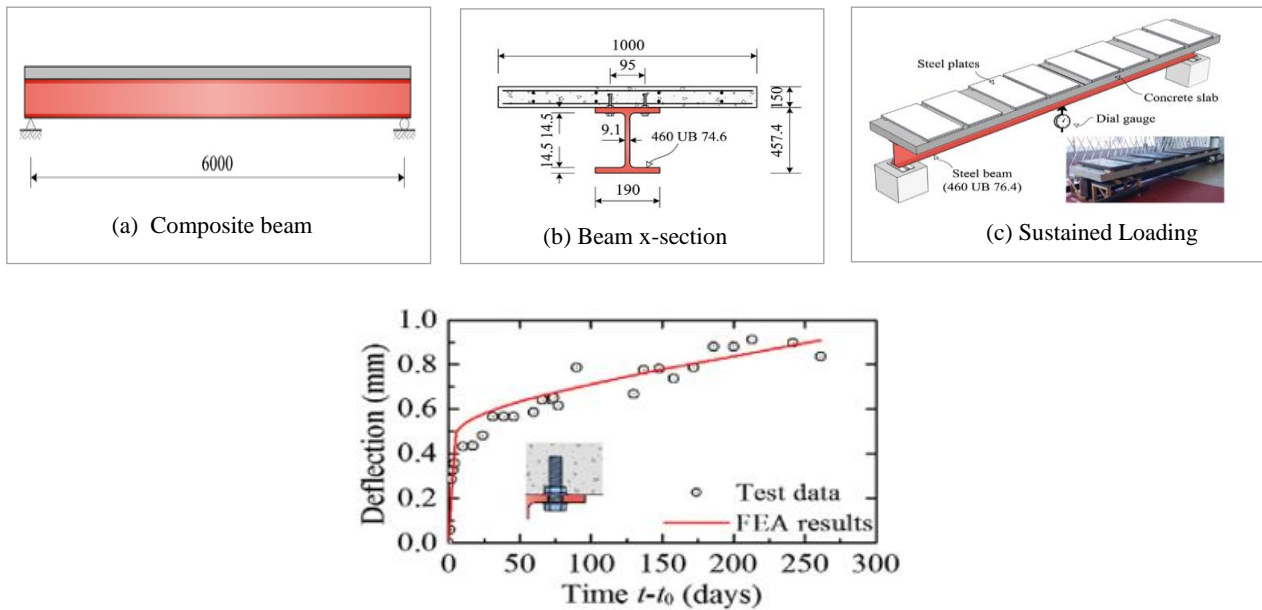 6000
(a) Composite beam
1000
95
150
14.5
14.5
9.1
460 UB 74.6
457.4
190
(b) Beam x-section
Steel plates
Concrete slab
Dial gauge
Steel beam
(460 UB 76.4)
(c) Sustained Loading
Deflection (mm)
1.0
0.8
0.6
0.4
0.2
0.0
Test data
FEA results
0 50 100 150 200 250 300
Time t-t0 (days)